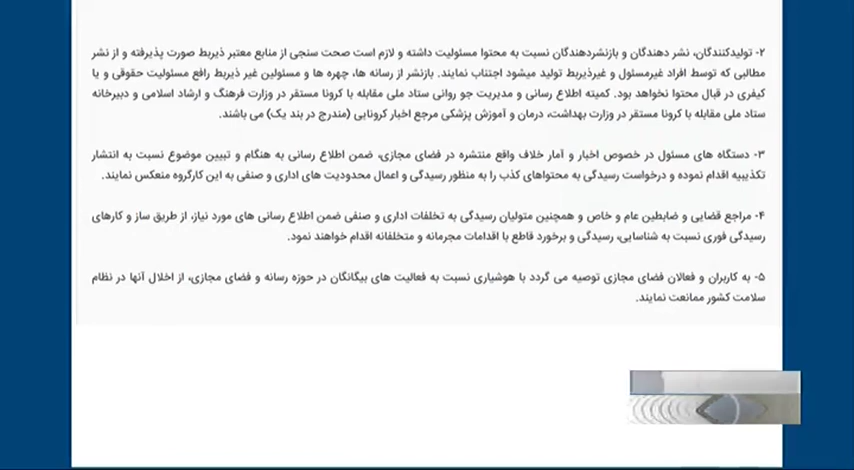 ۲- تولیدکنندگان، نشر دهندگان و بازنشردهندگان نسبت به محتوا مسئولیت داشته و لازم است صحت سنجی از منابع معتبر ذیربط صورت پذیرفته و از نشر
مطالبی که توسط افراد غیرمسئول و غیرذیربط تولید میشود اجتناب نمایند. بازنشر از رسانه ها، چهره ها و مسئولین غیر ذیربط رافع مسئولیت حقوقی و یا
کیفری در قبال محتوا نخواهد بود. کمیته اطلاع رسانی و مدیریت جو روانی ستاد ملی مقابله با کرونا مستقر در وزارت فرهنگ و ارشاد اسلامی و دبیرخانه
ستاد ملی مقابله با کرونا مستقر در وزارت بهداشت، درمان و آموزش پزشکی مرجع اخبار کرونایی (مندرج در بند یک) می باشند.
۳- دستگاه های مسئول در خصوص اخبار و آمار خلاف واقع منتشره در فضای مجازی، ضمن اطلاع رسانی به هنگام و تبیین موضوع نسبت به انتشار
تکذیبیه اقدام نموده و درخواست رسیدگی به محتواهای کذب را به منظور رسیدگی و اعمال محدودیت های اداری و صنفی به این کارگروه منعکس نمایند.
۴- مراجع قضایی و ضابطین عام و خاص و همچنین متولیان رسیدگی به تخلفات اداری و صنفی ضمن اطلاع رسانی های مورد نیاز، از طریق ساز و کارهای
رسیدگی فوری نسبت به شناسایی، رسیدگی و برخورد قاطع با اقدامات مجرمانه و متخلفانه اقدام خواهند نمود.
۵- به کاربران و فعالان فضای مجازی توصیه می گردد با هوشیاری نسبت به فعالیت های بیگانگان در حوزه رسانه و فضای مجازی، از اخلال آنها در نظام
سلامت کشور ممانعت نمایند.